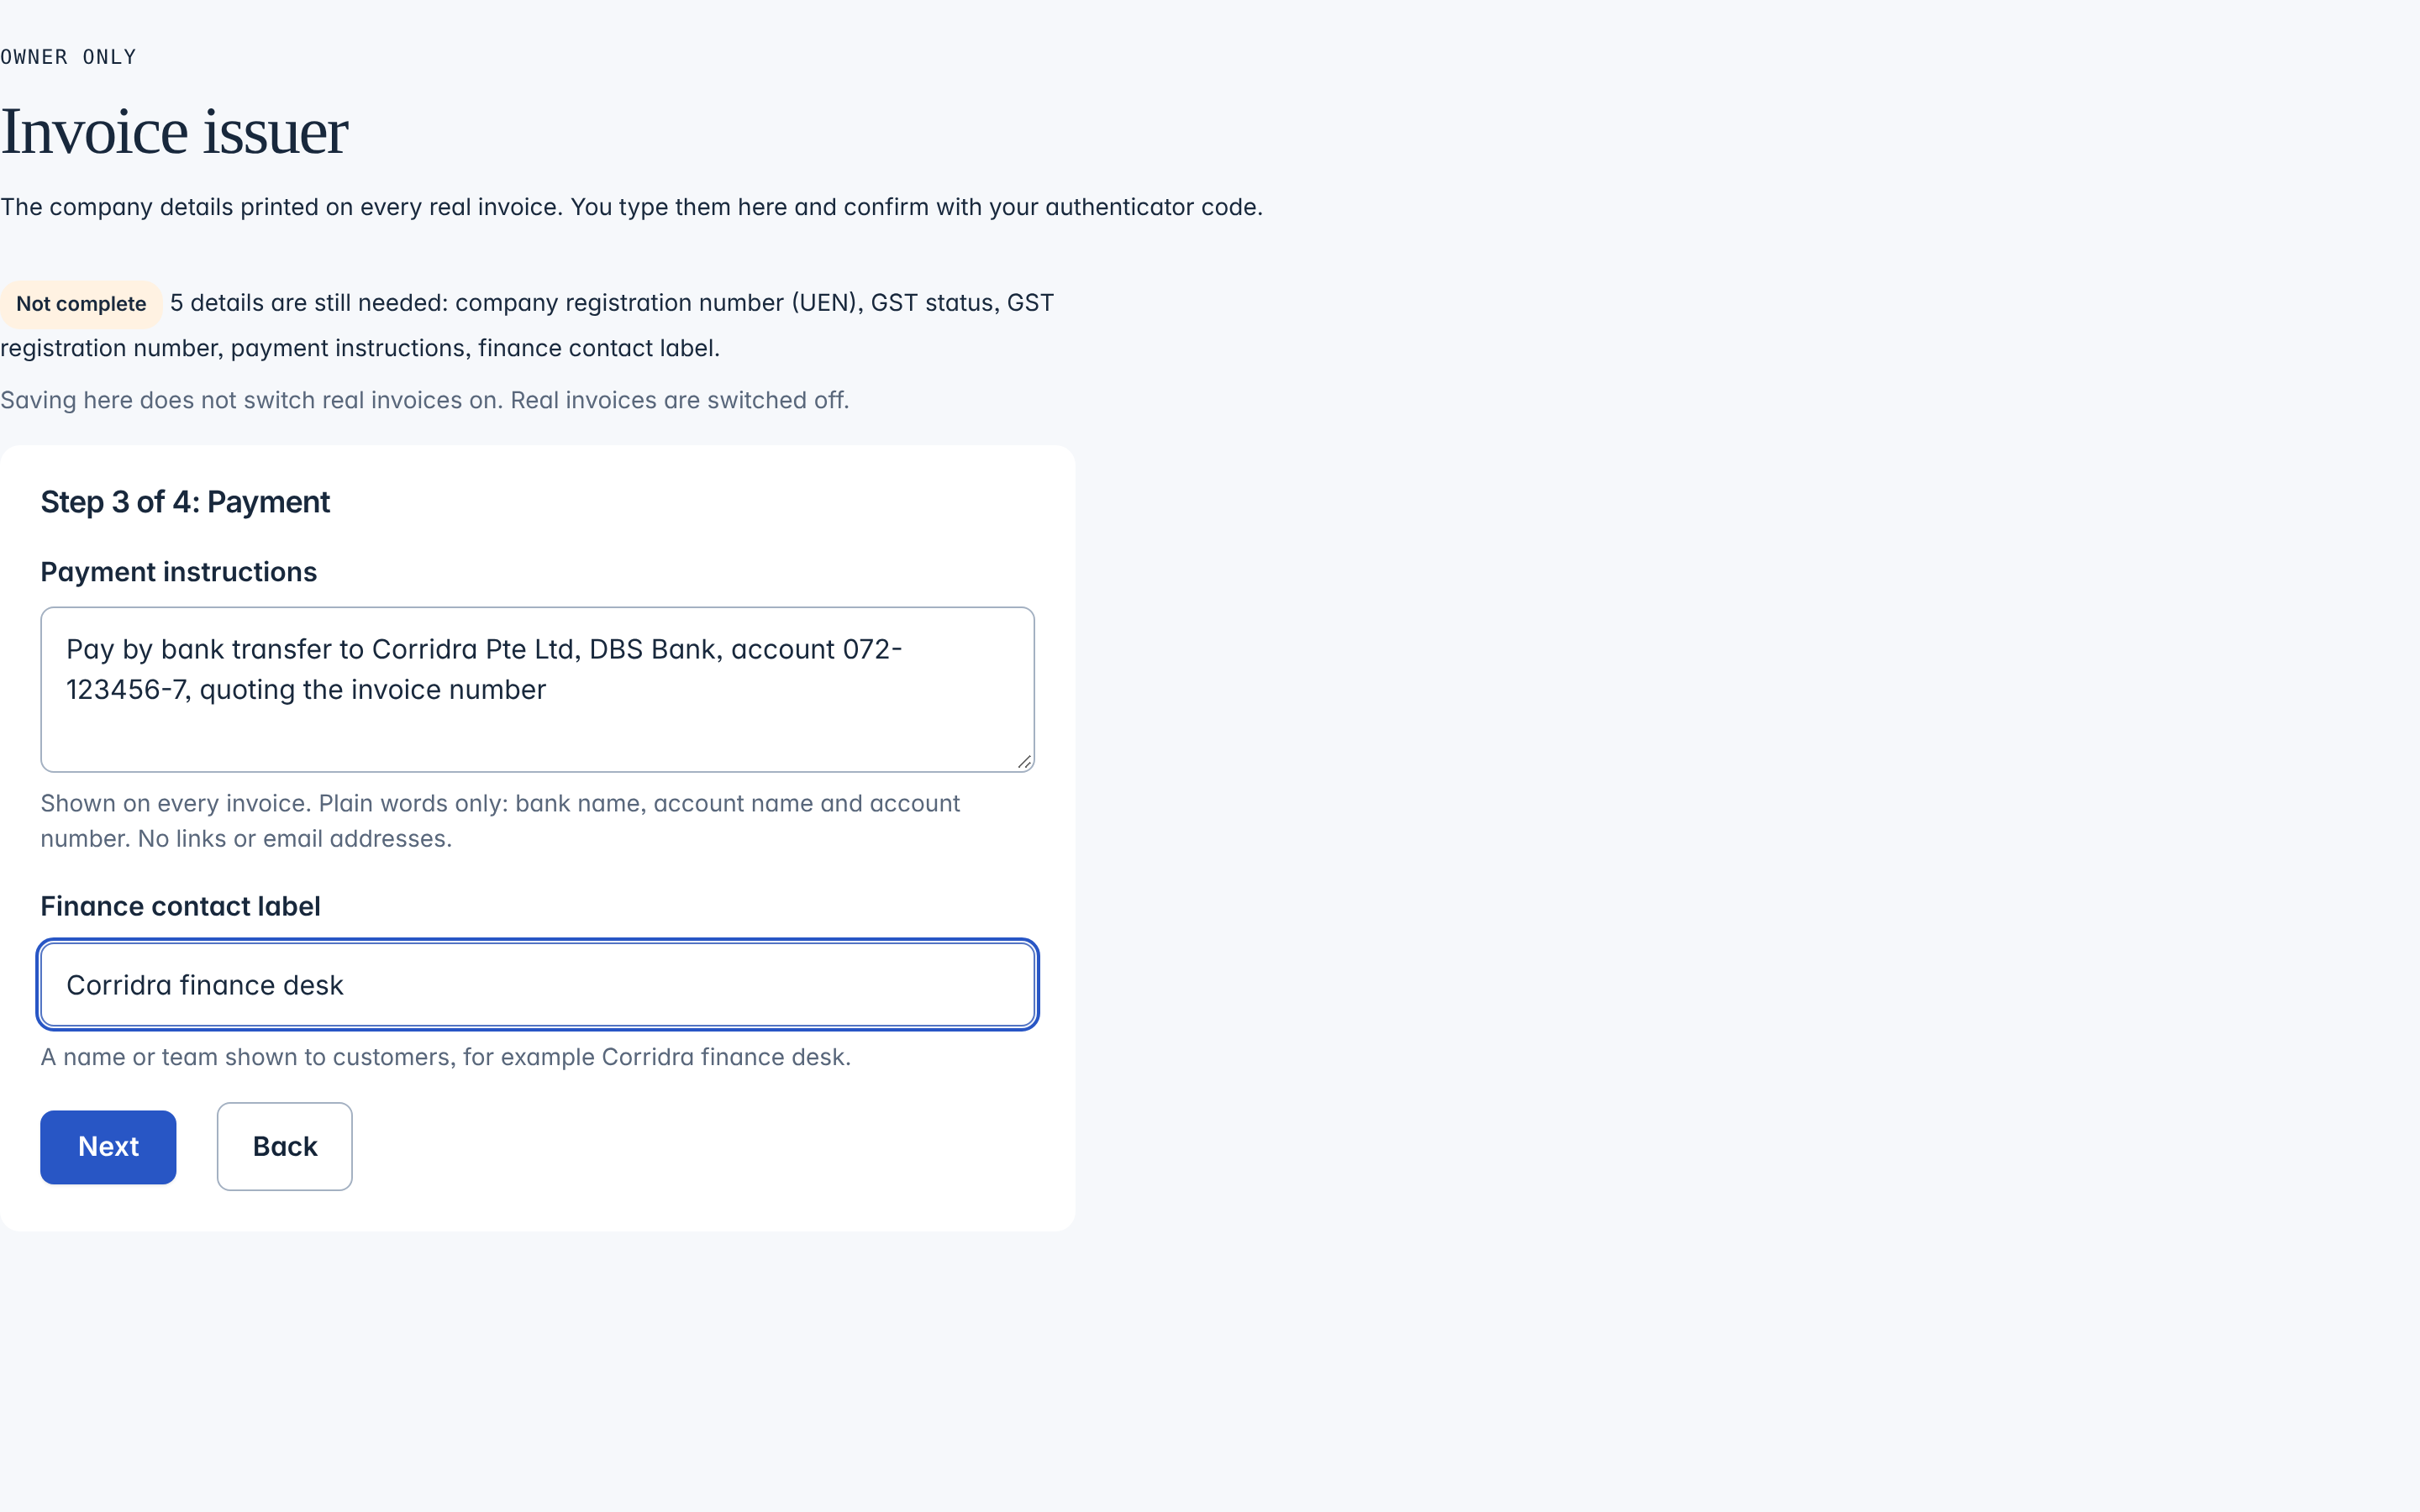 OWNER ONLY
Invoice issuer
The company details printed on every real invoice. You type them here and confirm with your authenticator code.
Not complete 5 details are still needed: company registration number (UEN), GST status, GST
registration number, payment instructions, finance contact label.
Saving here does not switch real invoices on. Real invoices are switched off.
Step 3 of 4: Payment
Payment instructions
Pay by bank transfer to Corridra Pte Ltd, DBS Bank, account 072-
123456-7, quoting the invoice number
Shown on every invoice. Plain words only: bank name, account name and account
number. No links or email addresses.
Finance contact label
Corridra finance desk
A name or team shown to customers, for example Corridra finance desk.
Next Back